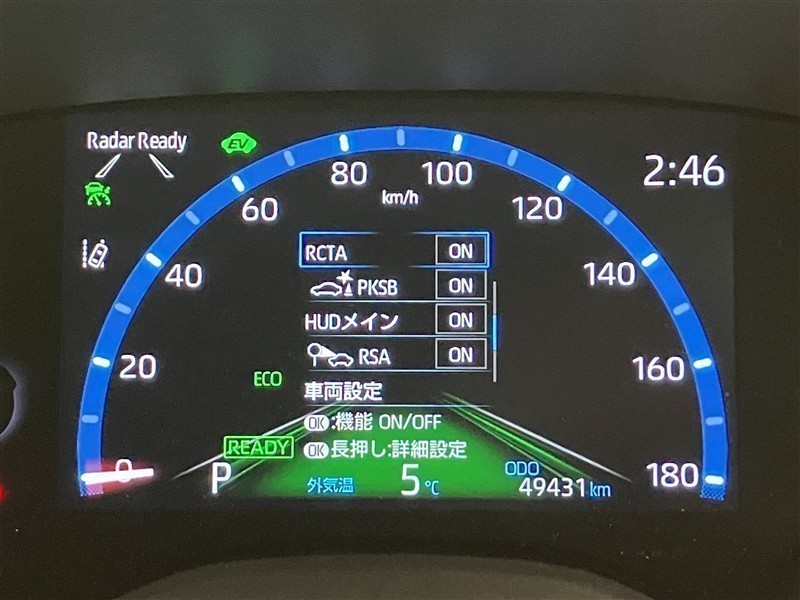 Radar Ready
EV
2:46
80
100
km/h
60
120
40
140
20
160
0
180
RCTA ON
PKSB ON
HUDメイン ON
RSA ON
車両設定
OK:機能 ON/OFF
OK長押し:詳細設定
ECO
READY
P
外気温 5℃
ODO
49431km